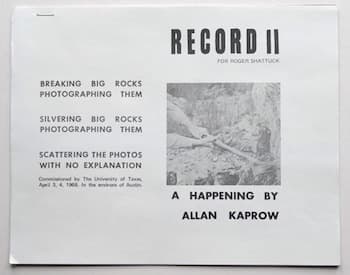 RECORD II
FOR ROGER SHATTUCK
BREAKING BIG ROCKS
PHOTOGRAPHING THEM
SILVERING BIG ROCKS
PHOTOGRAPHING THEM
SCATTERING THE PHOTOS
WITH NO EXPLANATION
Commissioned by The University of Texas,
April 3, 4, 1968. In the environs of Austin.
A HAPPENING BY
ALLAN KAPROW